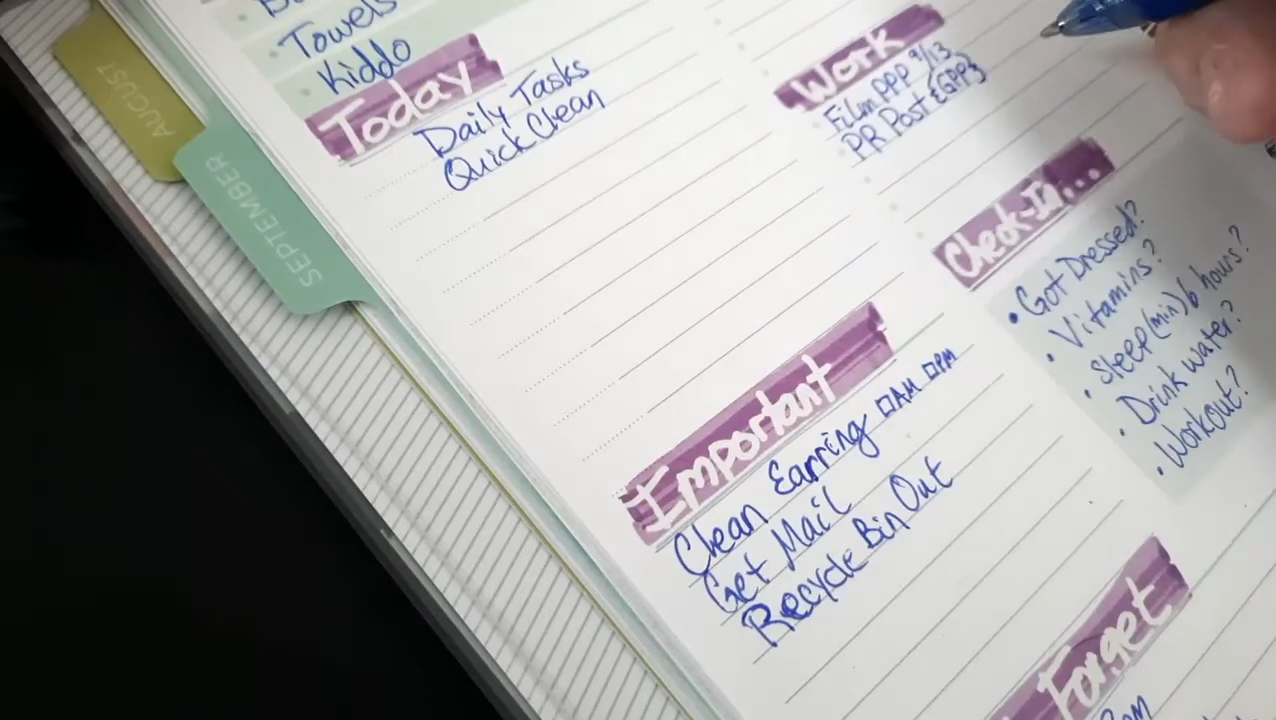 Towels
Kiddo
AUGUST
SEPTEMBER
Today
Daily Tasks
Quick Clean
Work
Film PPP 9/13
PR Post
Check-In...
• Got Dressed?
• Vitamins?
• Sleep (min) 6 hours?
• Drink water?
• Workout?
Important
Clean Earring □AM □PM
Get Mail
Recycle Bin Out
Forget